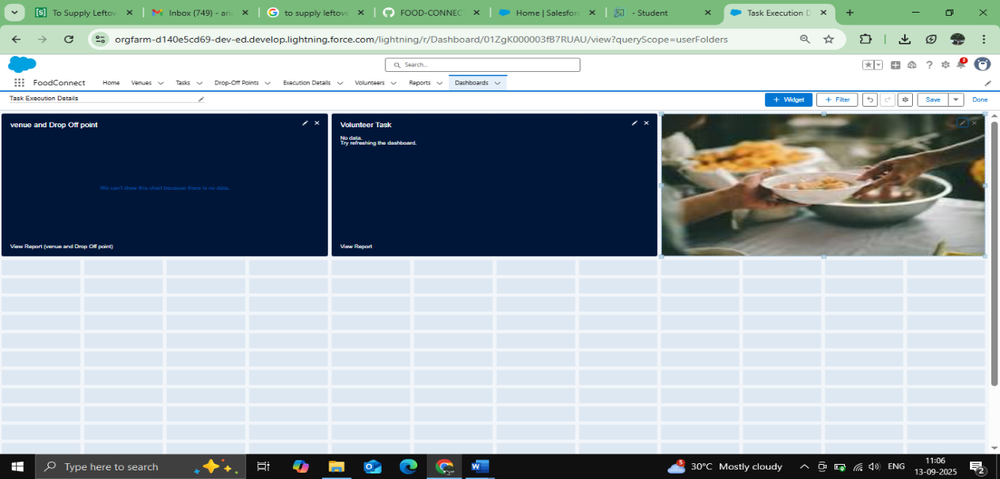 To Supply Leftov
Inbox (749) - aria
to supply leftove
FOOD-CONNEC
Home | Salesforc
- Student
Task Execution D
orgfarm-d140e5cd69-dev-ed.develop.lightning.force.com/lightning/r/Dashboard/01ZgK000003fB7RUAU/view?queryScope=userFolders
Search...
2
FoodConnect
Home
Venues
Tasks
Drop-Off Points
Execution Details
Volunteers
Reports
Dashboards
Task Execution Details
+ Widget
+ Filter
Save
Done
venue and Drop Off point
We can't draw this chart because there is no data.
View Report (venue and Drop Off point)
Volunteer Task
No data.
Try refreshing the dashboard.
View Report
Type here to search
5
30°C Mostly cloudy
ENG
11:06
13-09-2025
2